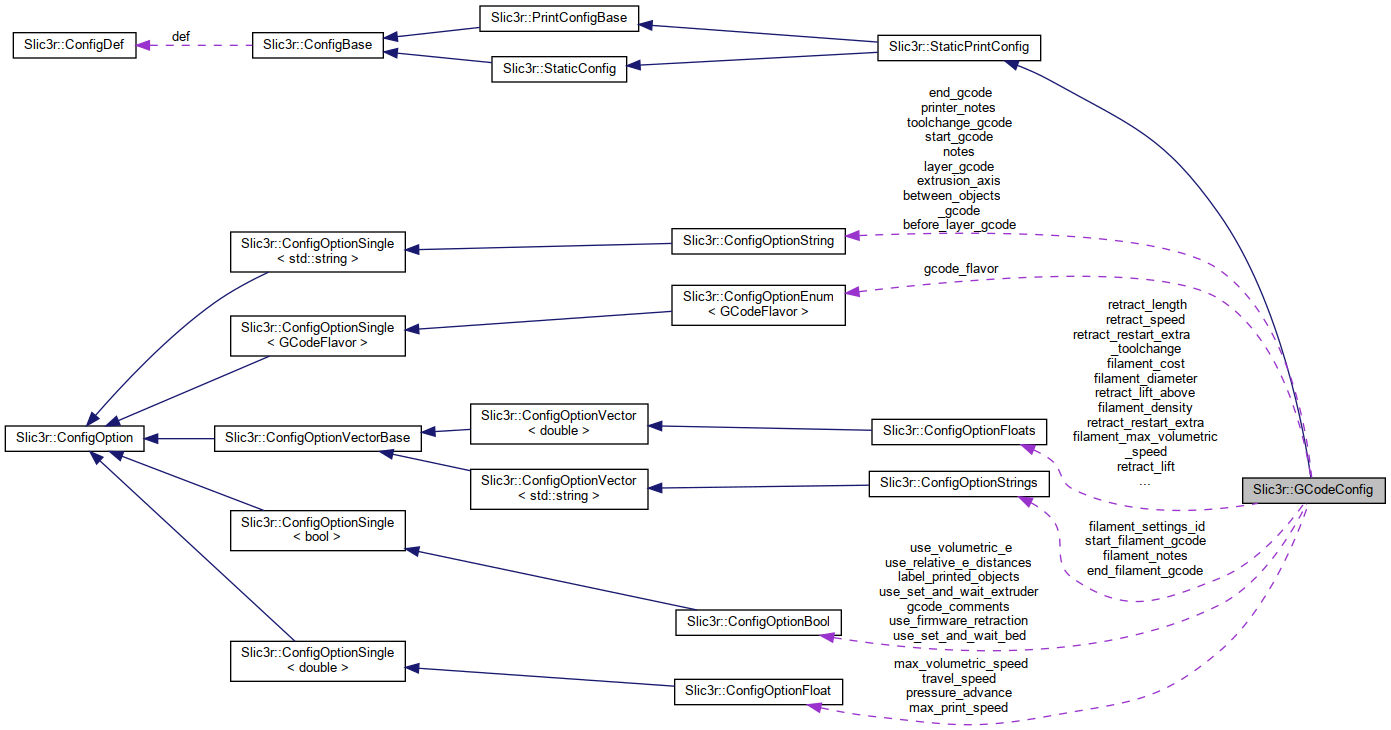 Slic3r::PrintConfigBase
def
Slic3r::ConfigDef
Slic3r::ConfigBase
Slic3r::StaticPrintConfig
Slic3r::StaticConfig
end_gcode
printer_notes
toolchange_gcode
start_gcode
notes
layer_gcode
extrusion_axis
between_objects
_gcode
before_layer_gcode
Slic3r::ConfigOptionSingle
< std::string >
Slic3r::ConfigOptionString
gcode_flavor
Slic3r::ConfigOptionEnum
< GCodeFlavor >
Slic3r::ConfigOptionSingle
< GCodeFlavor >
retract_length
retract_speed
retract_restart_extra
_toolchange
filament_cost
filament_diameter
retract_lift_above
filament_density
retract_restart_extra
filament_max_volumetric
_speed
retract_lift
...
Slic3r::ConfigOption
Slic3r::ConfigOptionVectorBase
Slic3r::ConfigOptionVector
< double >
Slic3r::ConfigOptionFloats
Slic3r::ConfigOptionVector
< std::string >
Slic3r::ConfigOptionStrings
Slic3r::GCodeConfig
Slic3r::ConfigOptionSingle
< bool >
filament_settings_id
start_filament_gcode
filament_notes
end_filament_gcode
use_volumetric_e
use_relative_e_distances
label_printed_objects
use_set_and_wait_extruder
gcode_comments
use_firmware_retraction
use_set_and_wait_bed
Slic3r::ConfigOptionBool
Slic3r::ConfigOptionSingle
< double >
max_volumetric_speed
travel_speed
pressure_advance
max_print_speed
Slic3r::ConfigOptionFloat